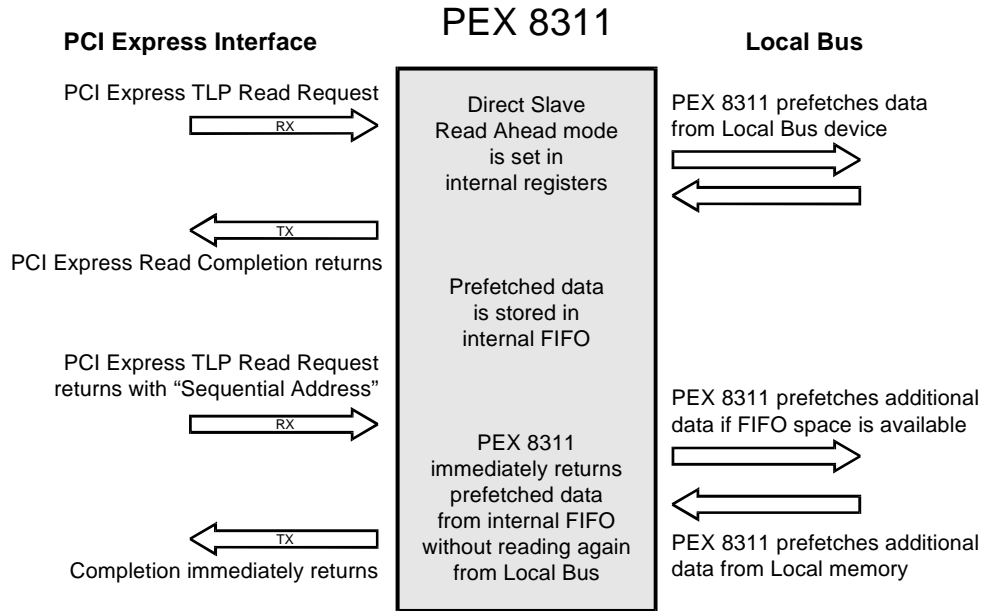 PEX 8311
PCI Express Interface
Local Bus
PCI Express TLP Read Request
RX
TX
PCI Express Read Completion returns
PCI Express TLP Read Request
returns with “Sequential Address”
RX
TX
Completion immediately returns
Direct Slave
Read Ahead mode
is set in
internal registers
Prefetched data
is stored in
internal FIFO
PEX 8311
immediately returns
prefetched data
from internal FIFO
without reading again
from Local Bus
PEX 8311 prefetches data
from Local Bus device
PEX 8311 prefetches additional
data if FIFO space is available
PEX 8311 prefetches additional
data from Local memory